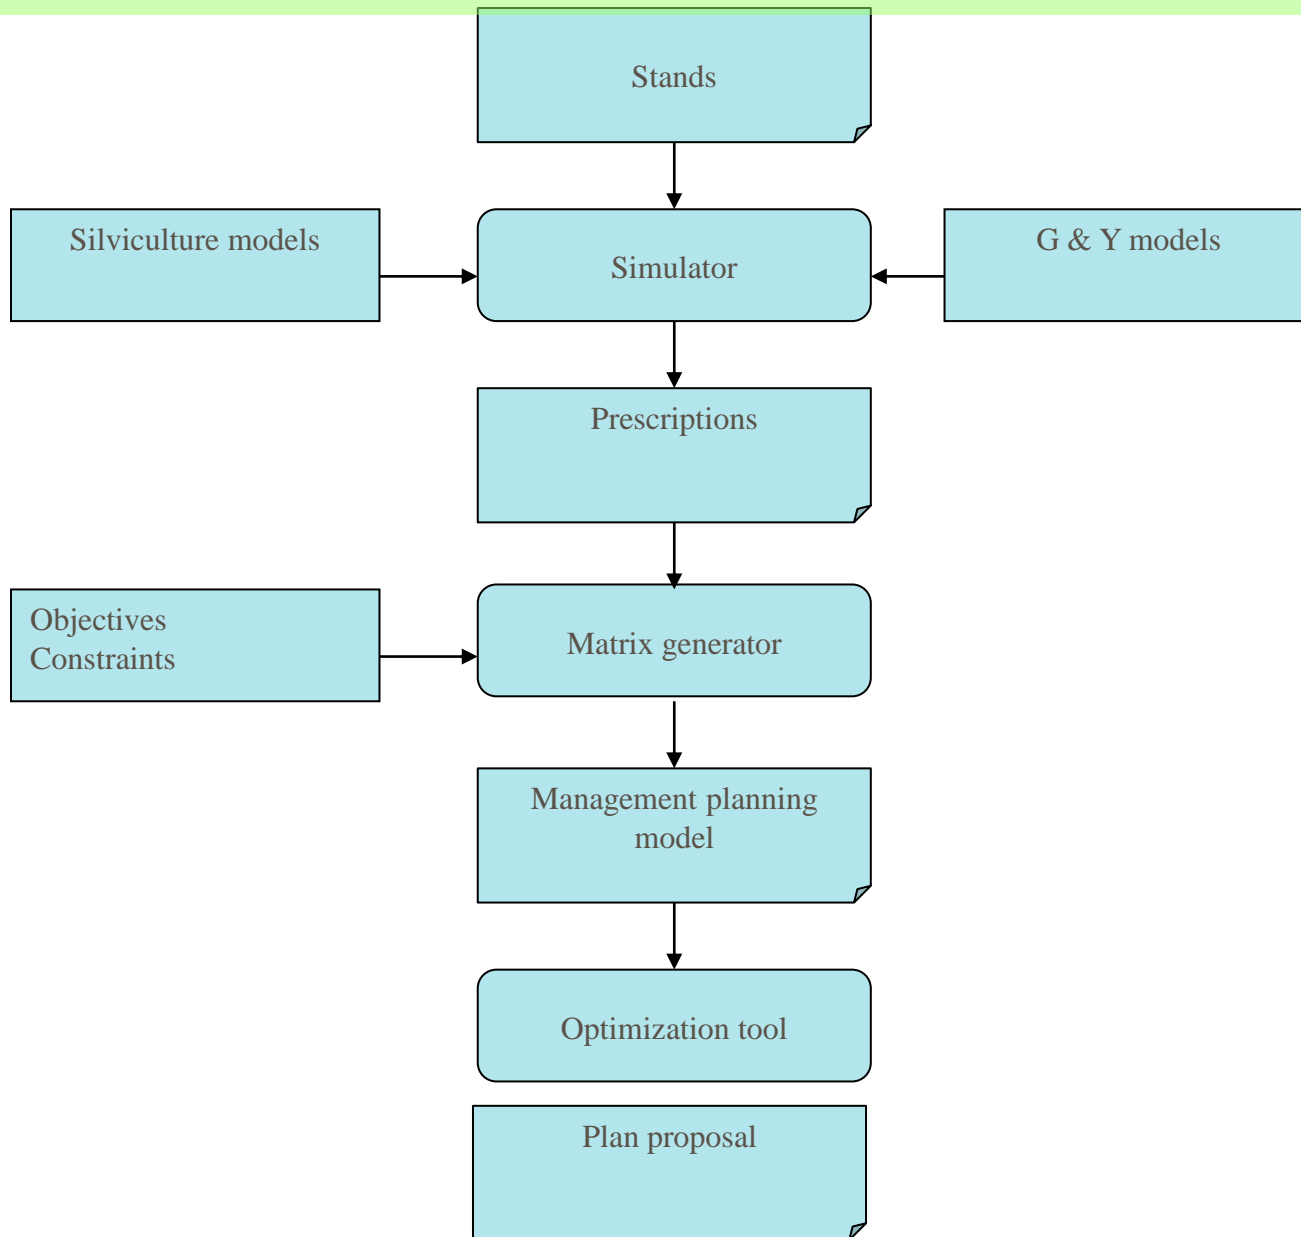 Stands
Silviculture models
Simulator
G & Y models
Prescriptions
Objectives
Constraints
Matrix generator
Management planning
model
Optimization tool
Plan proposal